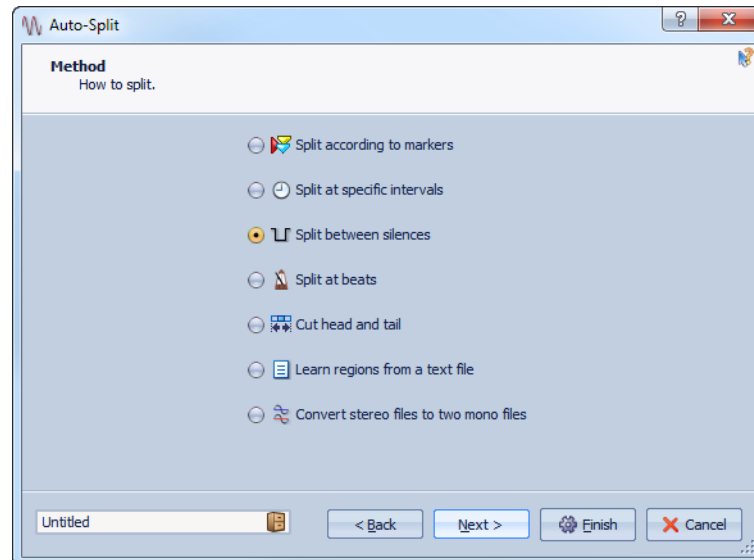 Auto-Split
Method
How to split.
Split according to markers
Split at specific intervals
Split between silences
Split at beats
Cut head and tail
Learn regions from a text file
Convert stereo files to two mono files
Untitled
< Back
Next >
Finish
Cancel